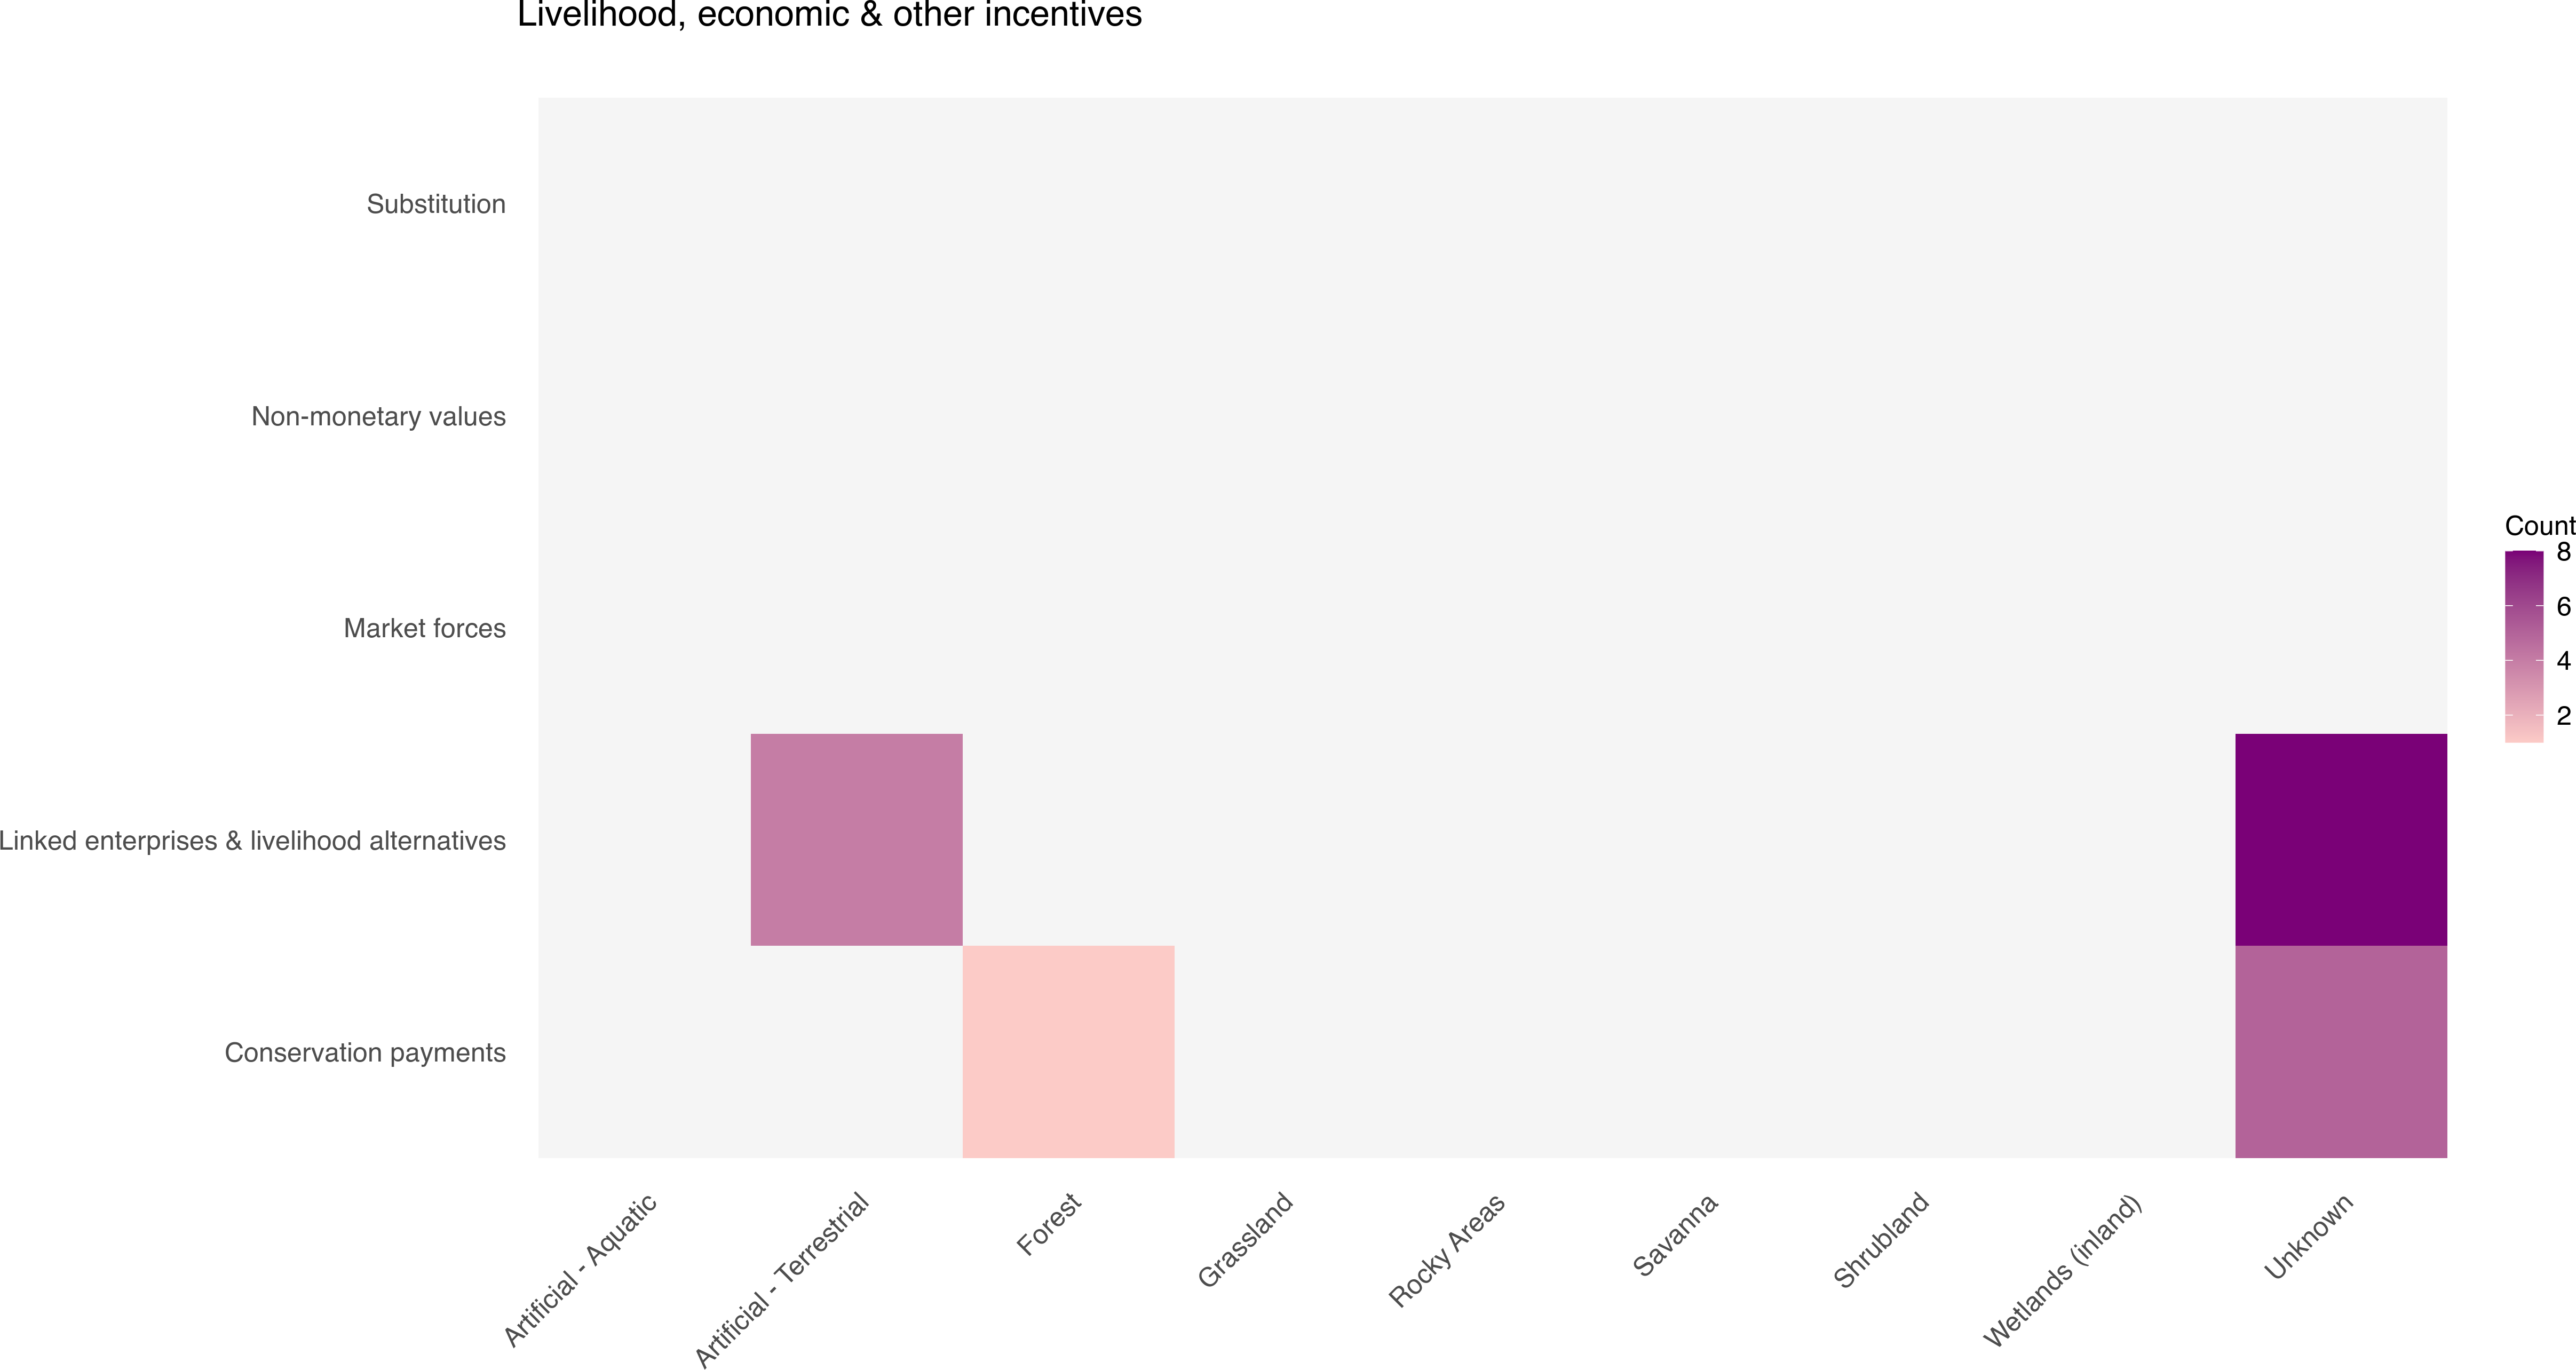 Livelihood, economic & other incentives
Substitution
Non-monetary values
Market forces
Linked enterprises & livelihood alternatives
Conservation payments
Artificial - Aquatic
Artificial - Terrestrial
Forest
Grassland
Rocky Areas
Savanna
Shrubland
Wetlands (inland)
Unknown
Count
8
6
4
2